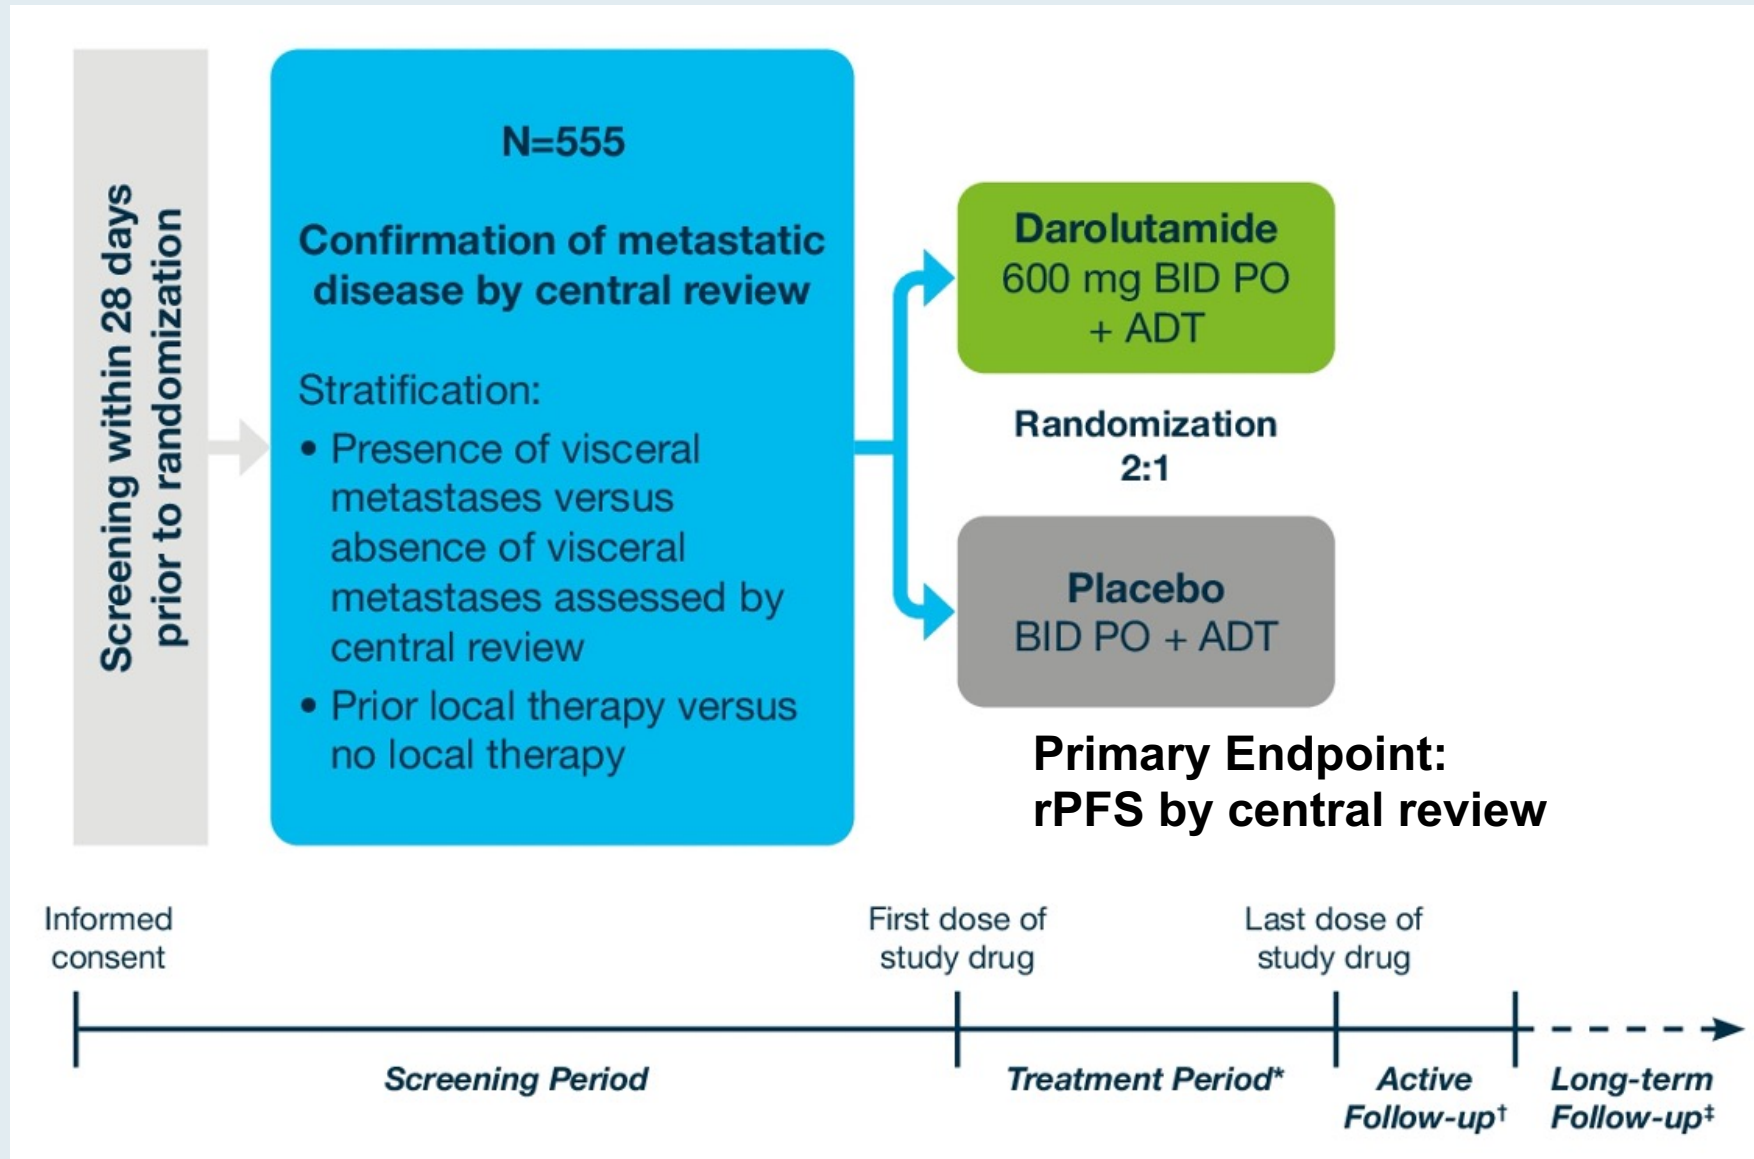 Screening within 28 days
prior to randomization
N=555
Confirmation of metastatic
disease by central review
Stratification:
• Presence of visceral
metastases versus
absence of visceral
metastases assessed by
central review
• Prior local therapy versus
no local therapy
Darolutamide
600 mg BID PO
+ ADT
Randomization
2:1
Placebo
BID PO + ADT
Primary Endpoint:
rPFS by central review
Informed
consent
First dose of
study drug
Last dose of
study drug
Screening Period
Treatment Period*
Active
Follow-up†
Long-term
Follow-up‡